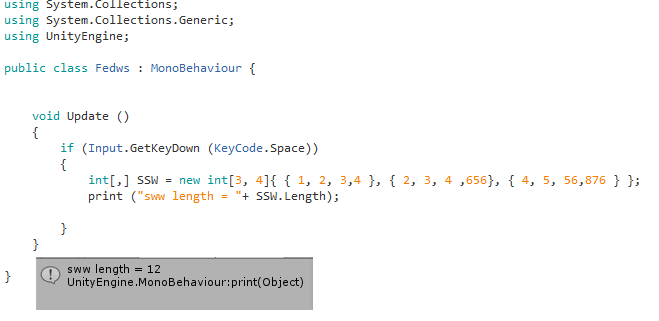 using System.Collections;
using System.Collections.Generic;
using UnityEngine;
public class Fedws : MonoBehaviour {
void Update ()
{
if (Input.GetKeyDown (KeyCode.Space))
{
int[,] SSW = new int[3, 4]{ { 1, 2, 3,4 }, { 2, 3, 4 ,656}, { 4, 5, 56,876 } };
print ("sww length = "+ SSW.Length);
}
}
}
sww length = 12
UnityEngine.MonoBehaviour:print(Object)